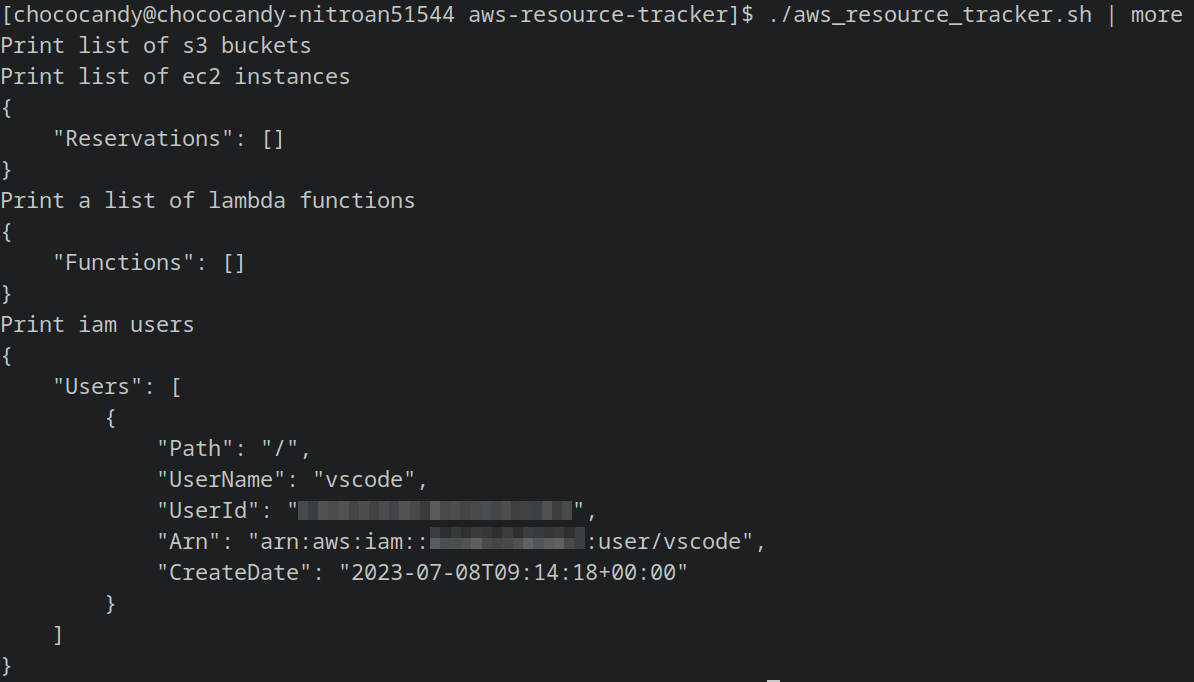 [chococandy@chococandy-nitroan51544 aws-resource-tracker]$ ./aws_resource_tracker.sh | more
Print list of s3 buckets
Print list of ec2 instances
{
    "Reservations": []
}
Print a list of lambda functions
{
    "Functions": []
}
Print iam users
{
    "Users": [
        {
            "Path": "/",
            "UserName": "vscode",
            "UserId": "",
            "Arn": "arn:aws:iam:::user/vscode",
            "CreateDate": "2023-07-08T09:14:18+00:00"
        }
    ]
}